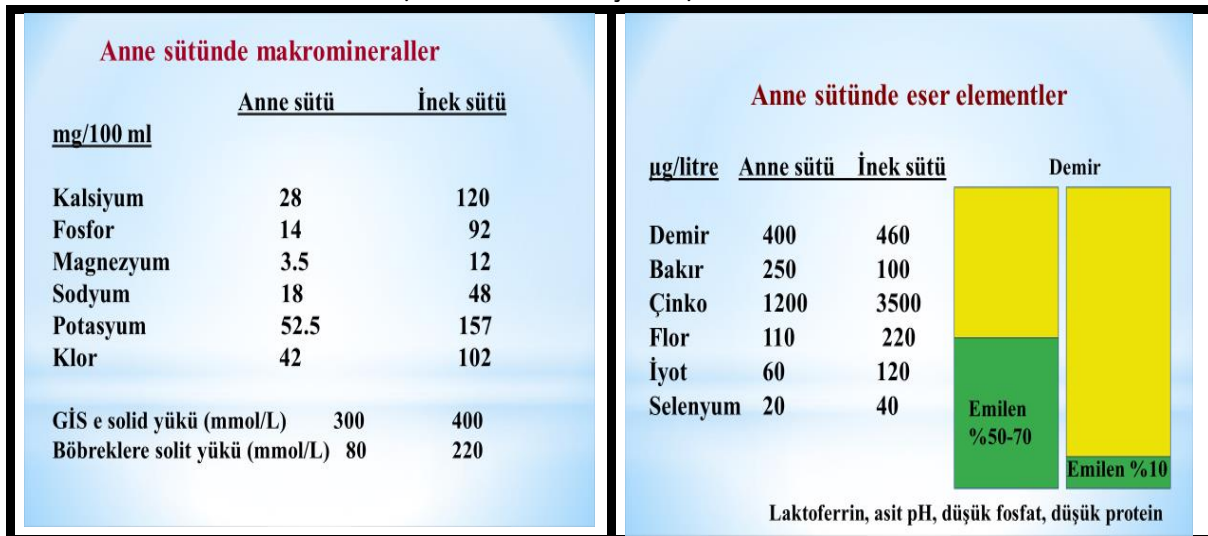 Anne sütünde makromineraller
Anne sütü İnek sütü
mg/100 ml
Kalsiyum 28 120
Fosfor 14 92
Magnezyum 3.5 12
Sodyum 18 48
Potasyum 52.5 157
Klor 42 102
GİS e solid yükü (mmol/L) 300 400
Böbreklere solit yükü (mmol/L) 80 220
Anne sütünde eser elementler
µg/litre Anne sütü İnek sütü Demir
Demir 400 460
Bakır 250 100
Çinko 1200 3500
Flor 110 220
İyot 60 120
Selenyum 20 40
Emilen
%50-70
Emilen %10
Laktoferrin, asit pH, düşük fosfat, düşük protein